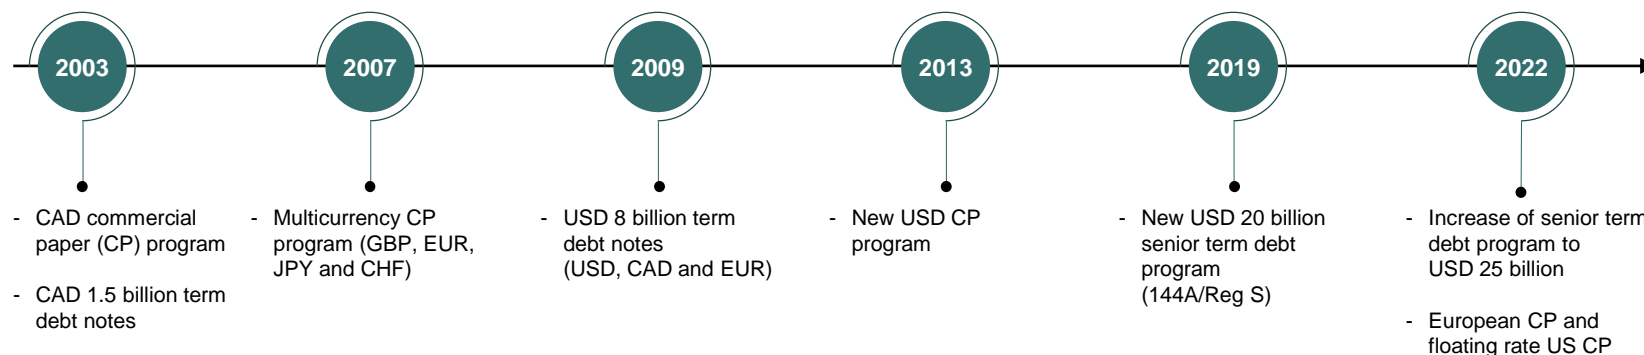 2003
2007
2009
2013
2019
2022
- CAD commercial
paper (CP) program
- CAD 1.5 billion term
debt notes
- Multicurrency CP
program (GBP, EUR,
JPY and CHF)
- USD 8 billion term
debt notes
(USD, CAD and EUR)
- New USD CP
program
- New USD 20 billion
senior term debt
program
(144A/Reg S)
- Increase of senior term
debt program to
USD 25 billion
- European CP and
floating rate US CP